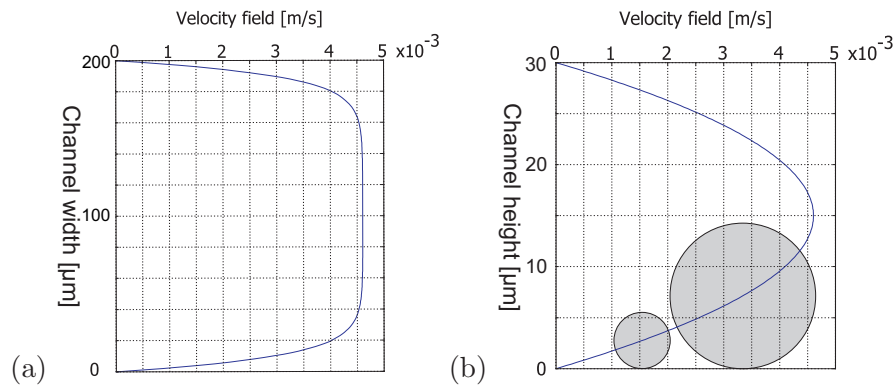 Velocity field [m/s]
0 1 2 3 4 5 x10-3
200
100
0
Channel width [µm]
(a)
Velocity field [m/s]
0 1 2 3 4 5 x10-3
30
20
10
0
Channel height [µm]
(b)